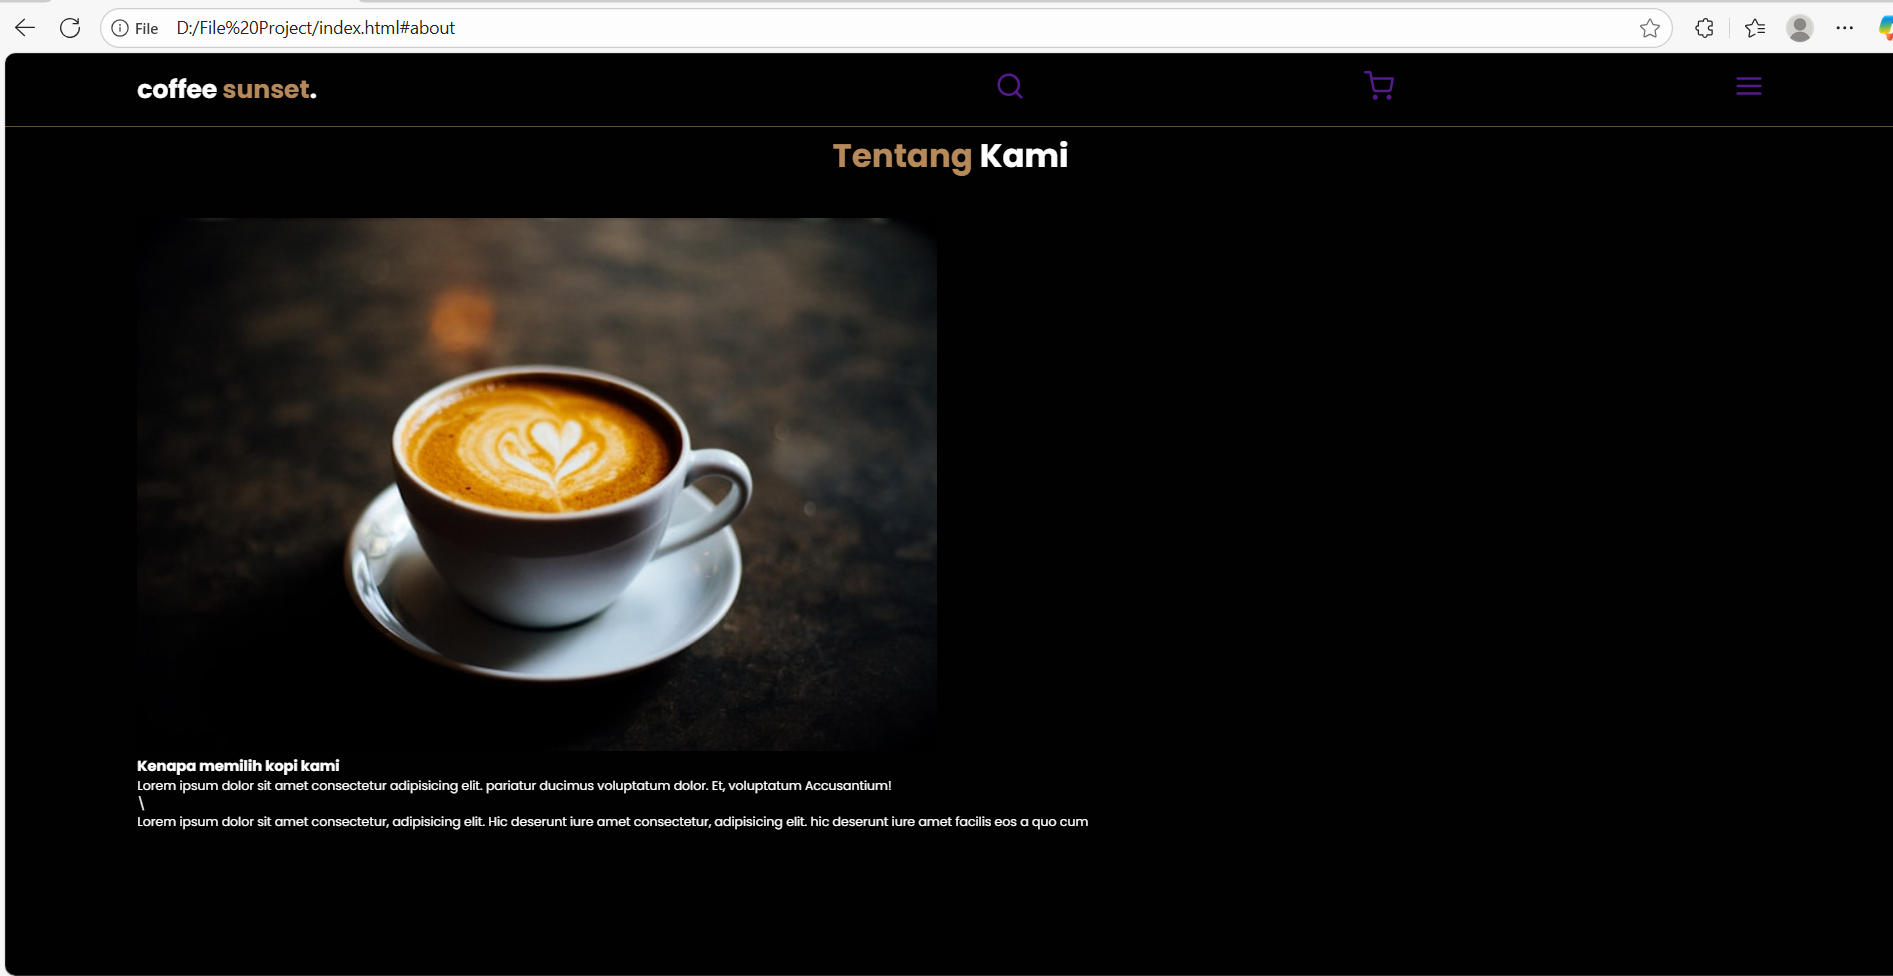 File D:/File%20Project/index.html#about
coffee sunset.
Tentang Kami
Kenapa memilih kopi kami
Lorem ipsum dolor sit amet consectetur adipisicing elit. pariatur ducimus voluptatum dolor. Et, voluptatum Accusantium!
\
Lorem ipsum dolor sit amet consectetur, adipisicing elit. Hic deserunt iure amet consectetur, adipisicing elit. hic deserunt iure amet facilis eos a quo cum